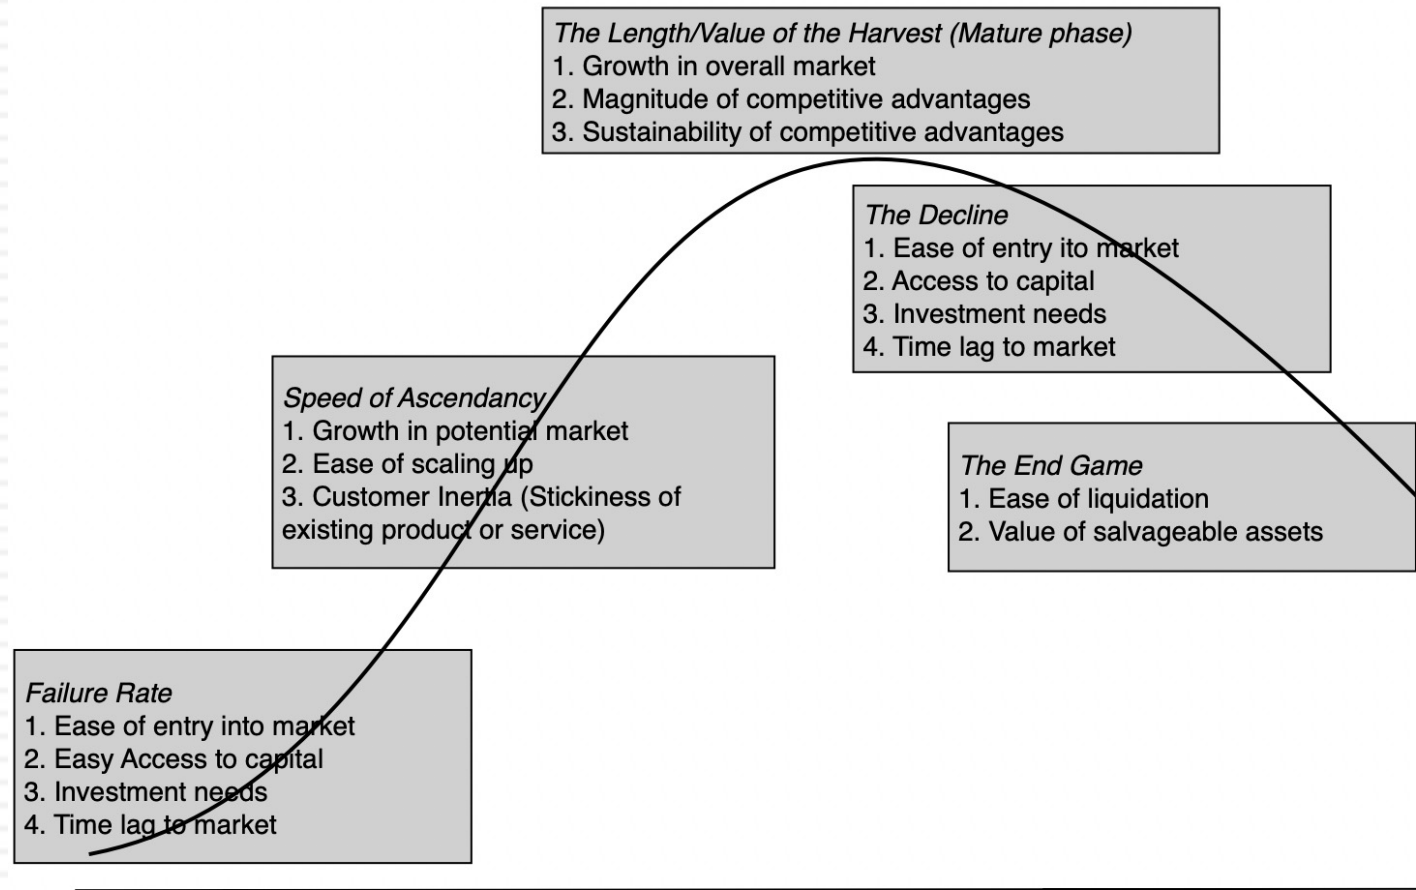 The Length/Value of the Harvest (Mature phase)
1. Growth in overall market
2. Magnitude of competitive advantages
3. Sustainability of competitive advantages
The Decline
1. Ease of entry ito market
2. Access to capital
3. Investment needs
4. Time lag to market
Speed of Ascendancy
1. Growth in potential market
2. Ease of scaling up
3. Customer Inertia (Stickiness of
existing product or service)
The End Game
1. Ease of liquidation
2. Value of salvageable assets
Failure Rate
1. Ease of entry into market
2. Easy Access to capital
3. Investment needs
4. Time lag to market